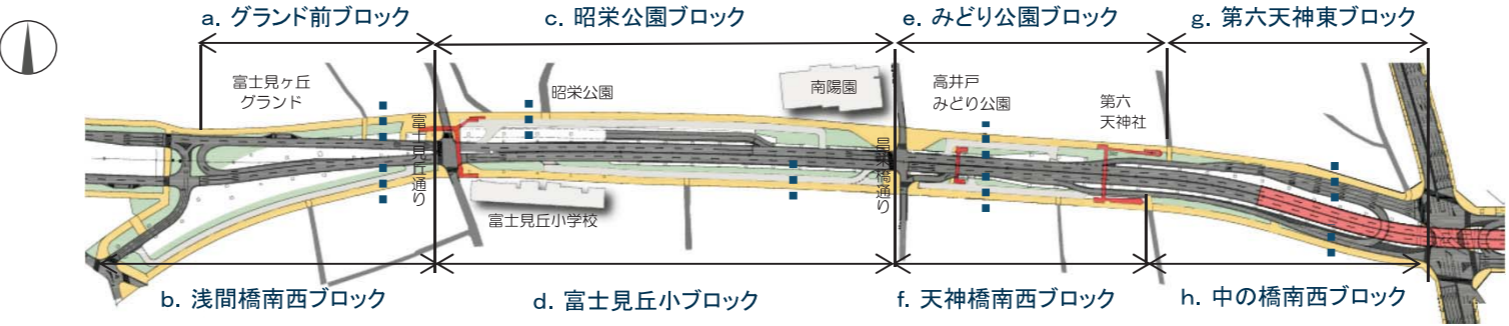 a. グランド前ブロック
c. 昭栄公園ブロック
e. みどり公園ブロック
g. 第六天神東ブロック
富士見ヶ丘
グランド
昭栄公園
南陽園
高井戸
みどり公園
第六
天神社
富士見丘通り
富士見丘小学校
b. 浅間橋南西ブロック
d. 富士見丘小ブロック
f. 天神橋南西ブロック
h. 中の橋南西ブロック